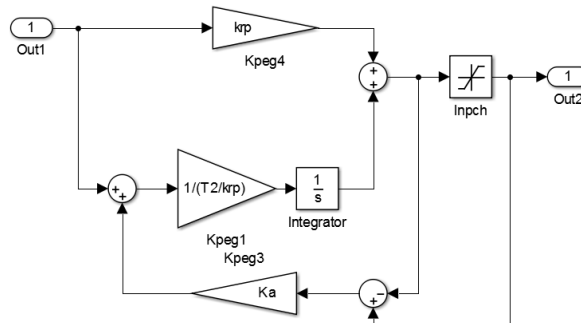 1
Out1
krp
Kpeg4
+
+
Inpch
1
Out2
+
+
1/(T2/krp)
1
s
Integrator
Kpeg1
Kpeg3
Ka
+
−